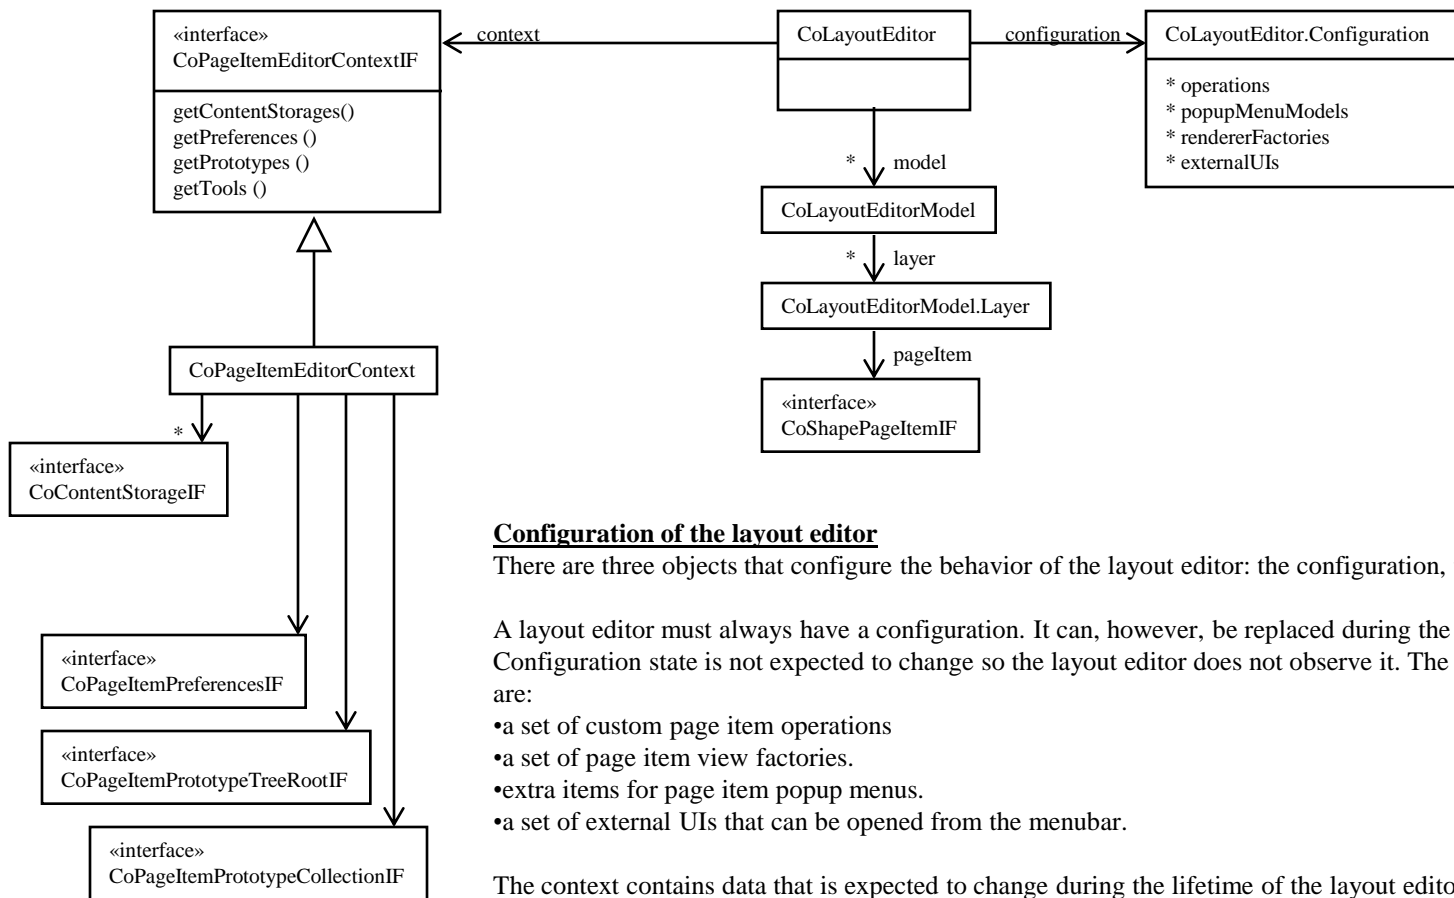 «interface»
CoPageItemEditorContextIF
getContentStorages()
getPreferences ()
getPrototypes ()
getTools ()
context
CoLayoutEditor
configuration
CoLayoutEditor.Configuration
* operations
* popupMenuModels
* rendererFactories
* externalUIs
* model
CoLayoutEditorModel
* layer
CoLayoutEditorModel.Layer
pageItem
«interface»
CoShapePageItemIF
CoPageItemEditorContext
*
«interface»
CoContentStorageIF
«interface»
CoPageItemPreferencesIF
«interface»
CoPageItemPrototypeTreeRootIF
«interface»
CoPageItemPrototypeCollectionIF
Configuration of the layout editor
There are three objects that configure the behavior of the layout editor: the configuration,
A layout editor must always have a configuration. It can, however, be replaced during the
Configuration state is not expected to change so the layout editor does not observe it. The
are:
•a set of custom page item operations
•a set of page item view factories.
•extra items for page item popup menus.
•a set of external UIs that can be opened from the menubar.
The context contains data that is expected to change during the lifetime of the layout edito